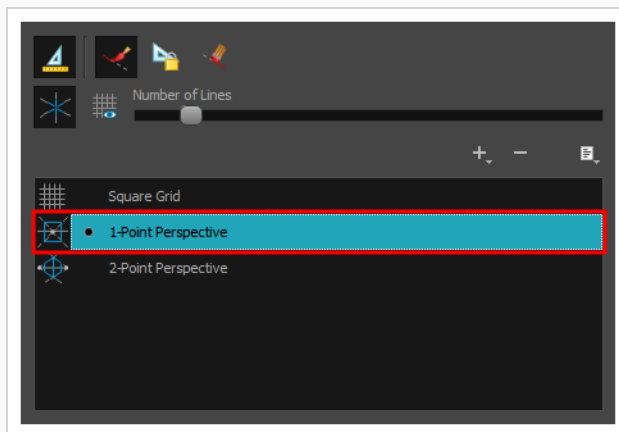 Number of Lines
Square Grid
1-Point Perspective
2-Point Perspective